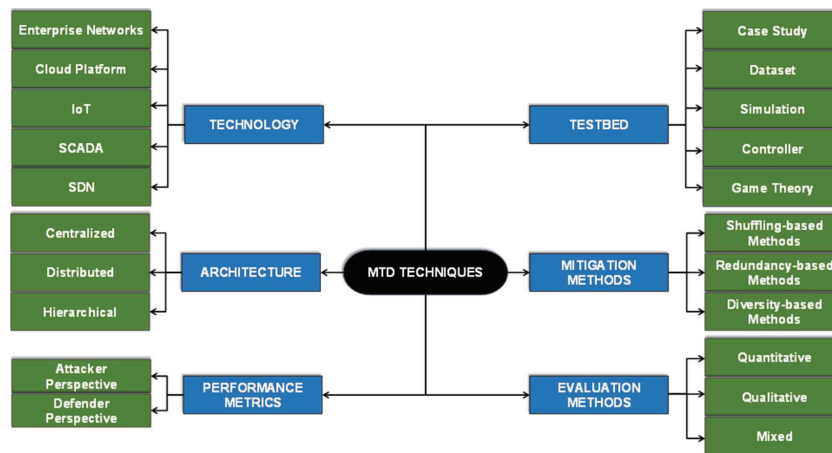 Enterprise Networks
Cloud Platform
IoT
SCADA
SDN
TECHNOLOGY
Centralized
Distributed
Hierarchical
ARCHITECTURE
Attacker
Perspective
Defender
Perspective
PERFORMANCE
METRICS
MTD TECHNIQUES
TESTBED
Case Study
Dataset
Simulation
Controller
Game Theory
MITIGATION
METHODS
Shuffling-based
Methods
Redundancy-based
Methods
Diversity-based
Methods
EVALUATION
METHODS
Quantitative
Qualitative
Mixed